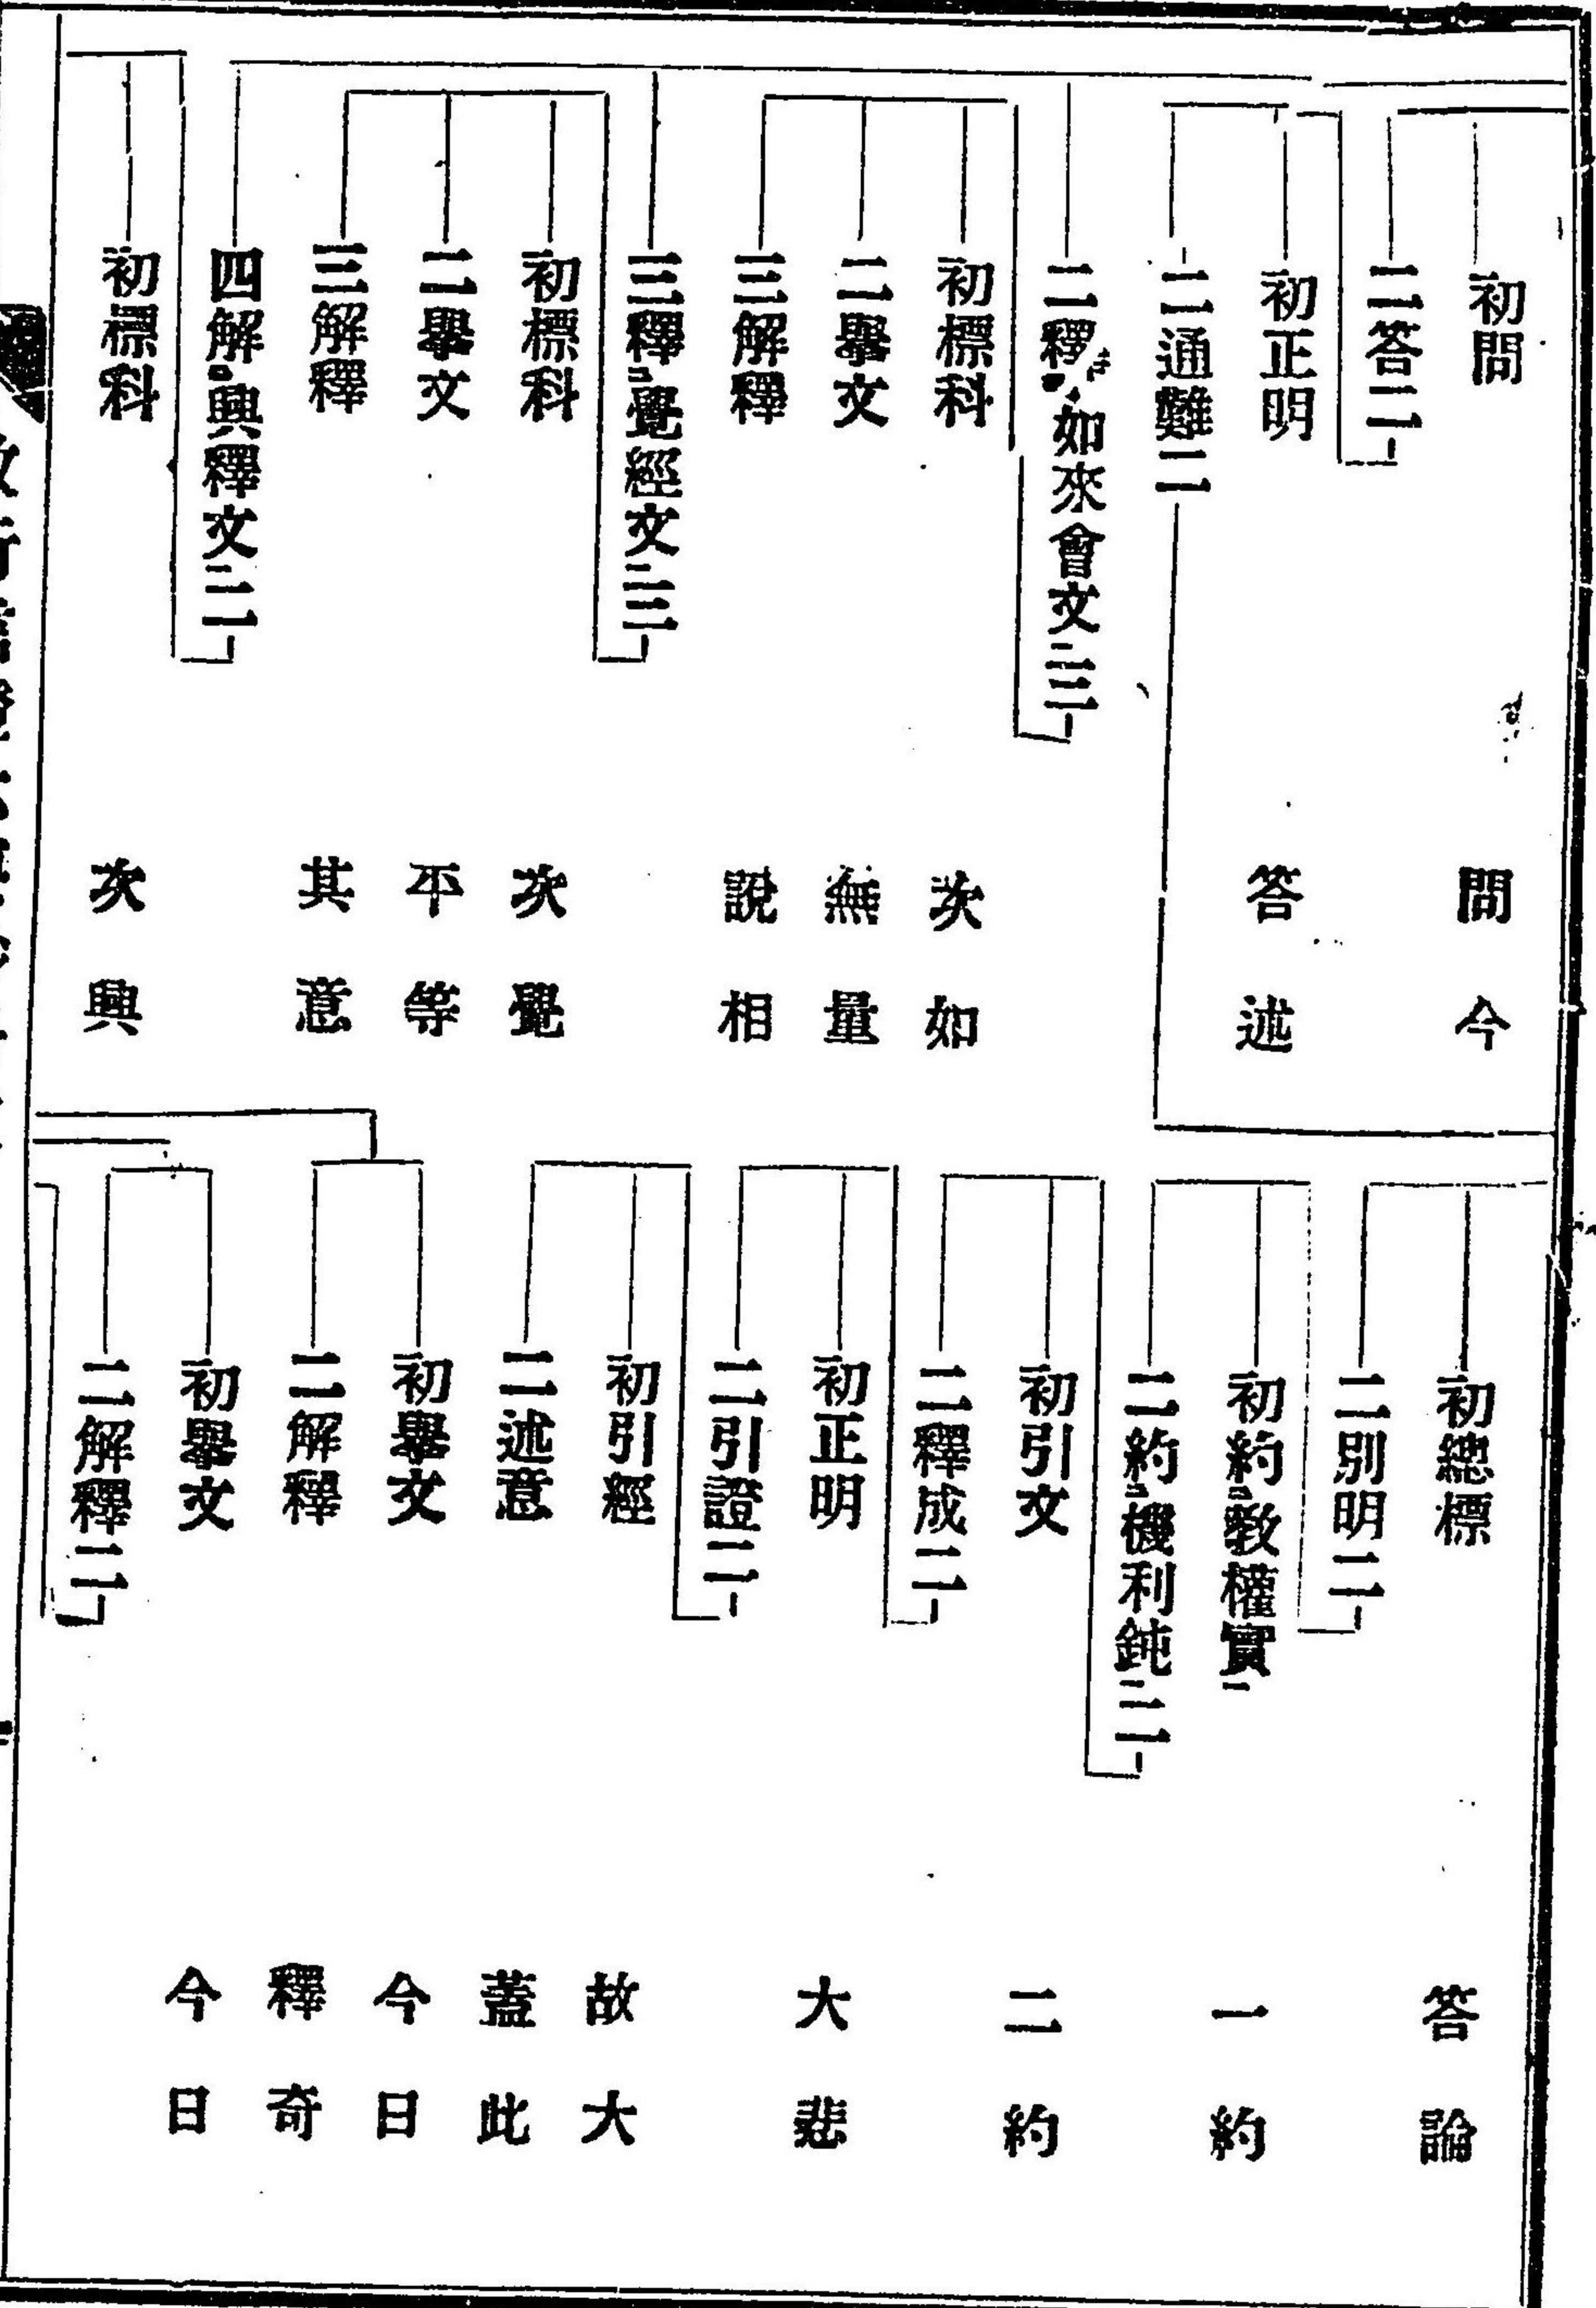 初問　問今
二答二
初正明　答述
二通難二
二釋如來會文三
初標科　次如
二擧文　無量
三解釋　說相
三釋覺經文三
初標科　次覺
二擧文　平等
三解釋　其意
四解興釋文二
初標科　次興
初總標　答論
二別明二
初約教權實　一約
二約機利鈍二
初引文　二約
二釋成二
初正明　大悲
二引證二
初引經　故大
二述意　蓋此
初擧文　今日
二解釋　釋奇
初擧文　今日
二解釋二